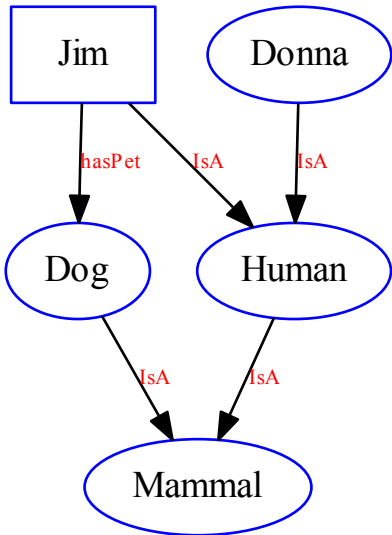 Jim
Donna
hasPet
IsA
IsA
Dog
Human
IsA
IsA
Mammal